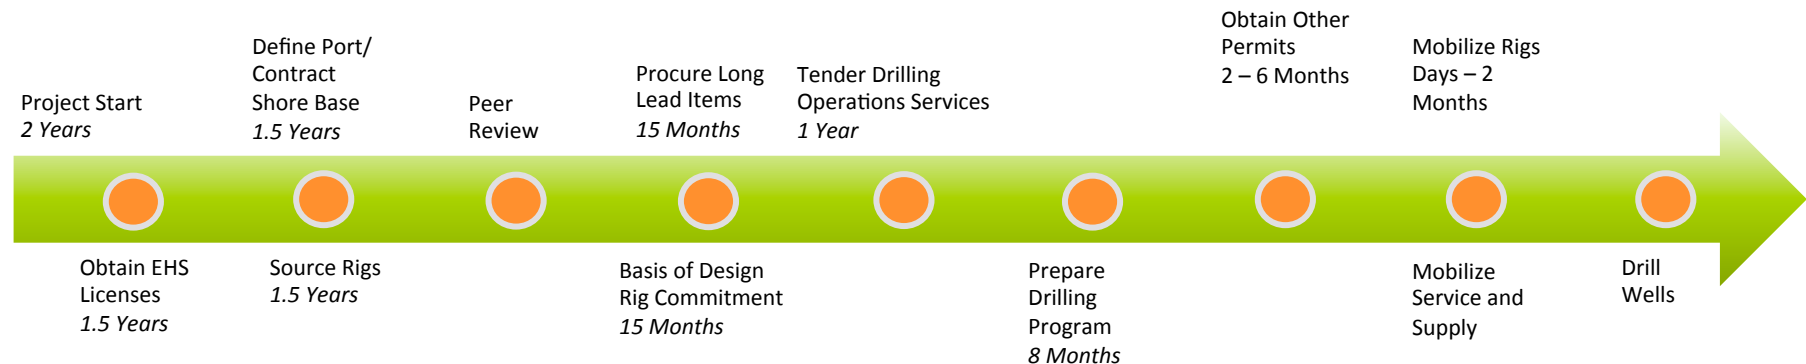 Project Start
2 Years
Define Port/
Contract
Shore Base
1.5 Years
Peer
Review
Procure Long
Lead Items
15 Months
Tender Drilling
Operations Services
1 Year
Obtain Other
Permits
2 – 6 Months
Mobilize Rigs
Days – 2
Months
Obtain EHS
Licenses
1.5 Years
Source Rigs
1.5 Years
Basis of Design
Rig Commitment
15 Months
Prepare
Drilling
Program
8 Months
Mobilize
Service and
Supply
Drill
Wells